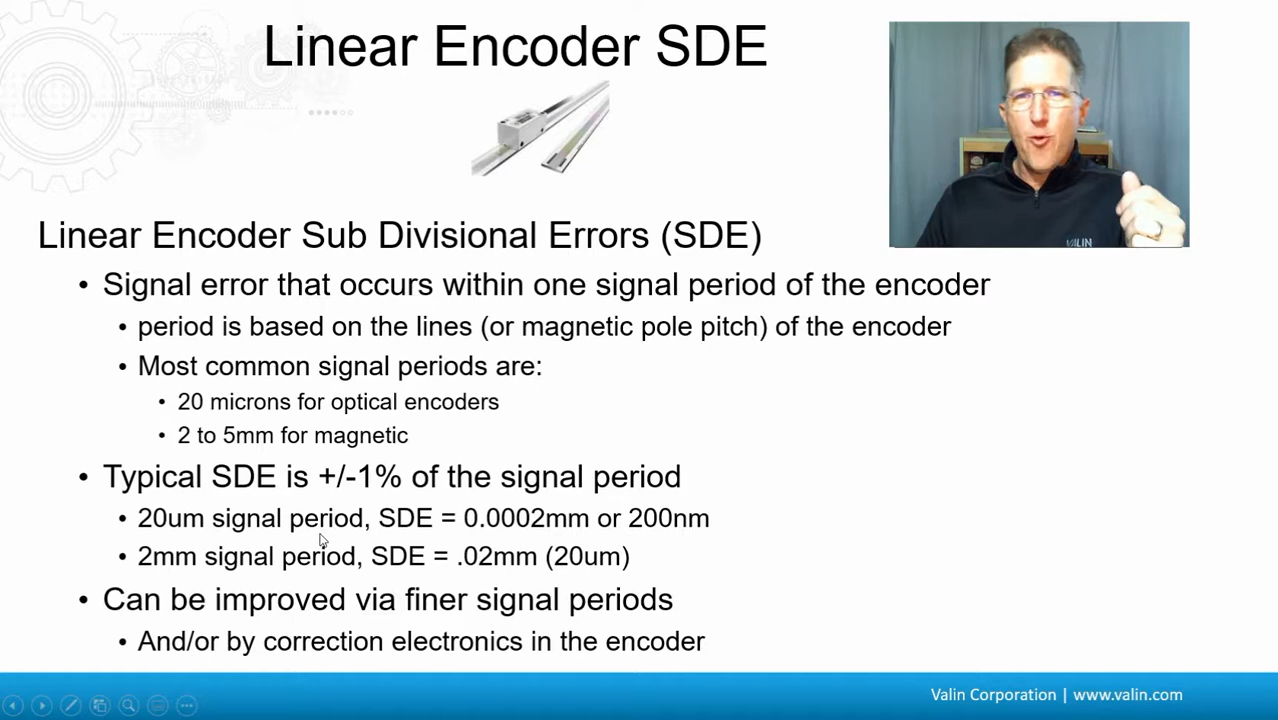 Linear Encoder SDE
VALIN
Linear Encoder Sub Divisional Errors (SDE)
• Signal error that occurs within one signal period of the encoder
• period is based on the lines (or magnetic pole pitch) of the encoder
• Most common signal periods are:
• 20 microns for optical encoders
• 2 to 5mm for magnetic
• Typical SDE is +/-1% of the signal period
• 20um signal period, SDE = 0.0002mm or 200nm
• 2mm signal period, SDE = .02mm (20um)
• Can be improved via finer signal periods
• And/or by correction electronics in the encoder
Valin Corporation | www.valin.com